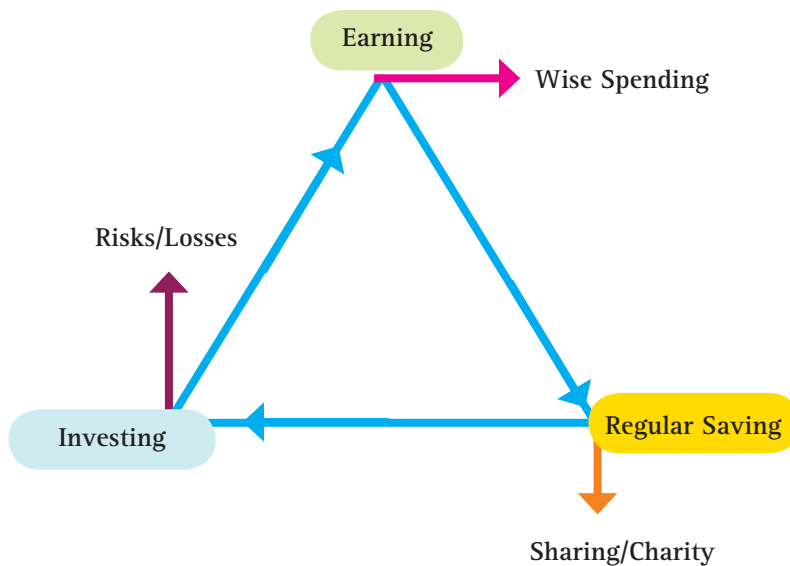 Earning
Wise Spending
Risks/Losses
Investing
Regular Saving
Sharing/Charity